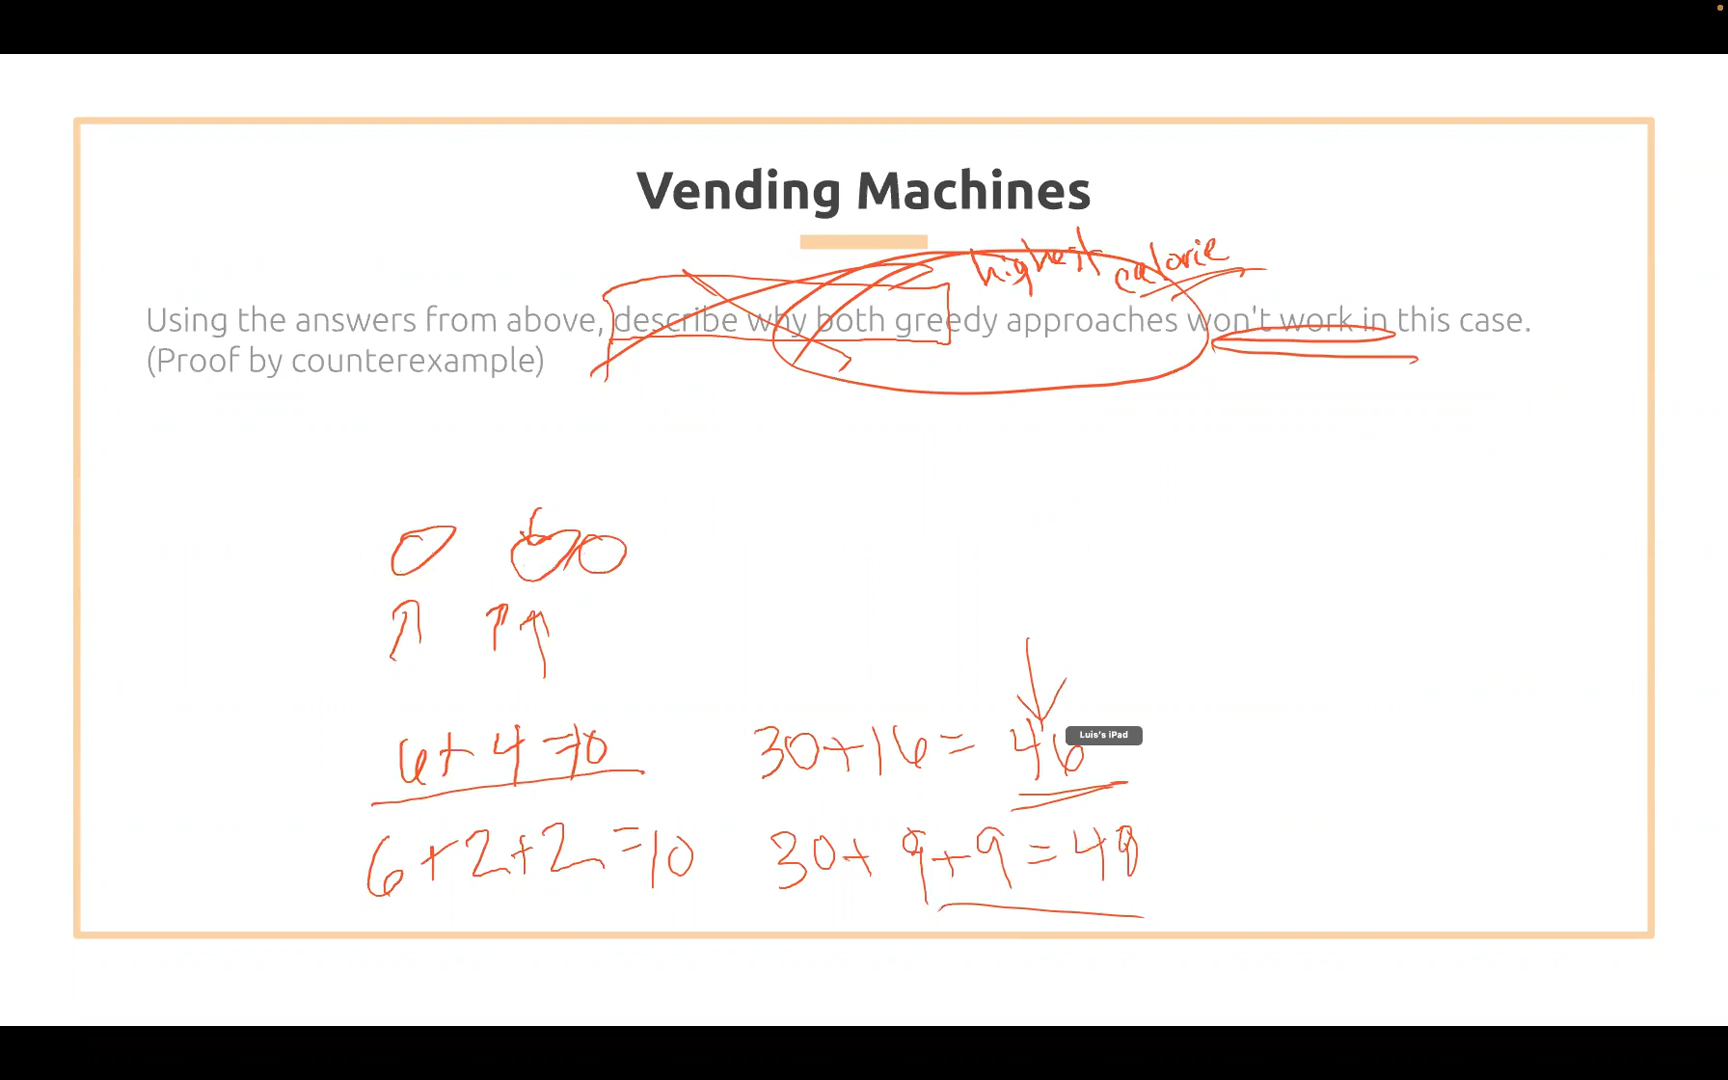 Vending Machines
highest calorie
Using the answers from above, describe why both greedy approaches won't work in this case.
(Proof by counterexample)
6+4=10
30+16=46
Luis's iPad
6+2+2=10
30+9+9=48